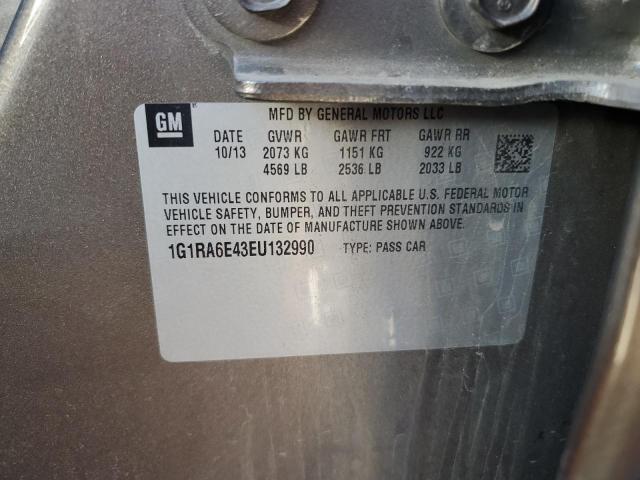 GM
MFD BY GENERAL MOTORS LLC
DATE GVWR GAWR FRT GAWR RR
10/13 2073 KG 1151 KG 922 KG
4569 LB 2536 LB 2033 LB
THIS VEHICLE CONFORMS TO ALL APPLICABLE U.S. FEDERAL MOTOR
VEHICLE SAFETY, BUMPER, AND THEFT PREVENTION STANDARDS IN
EFFECT ON THE DATE OF MANUFACTURE SHOWN ABOVE.
1G1RA6E43EU132990 TYPE: PASS CAR